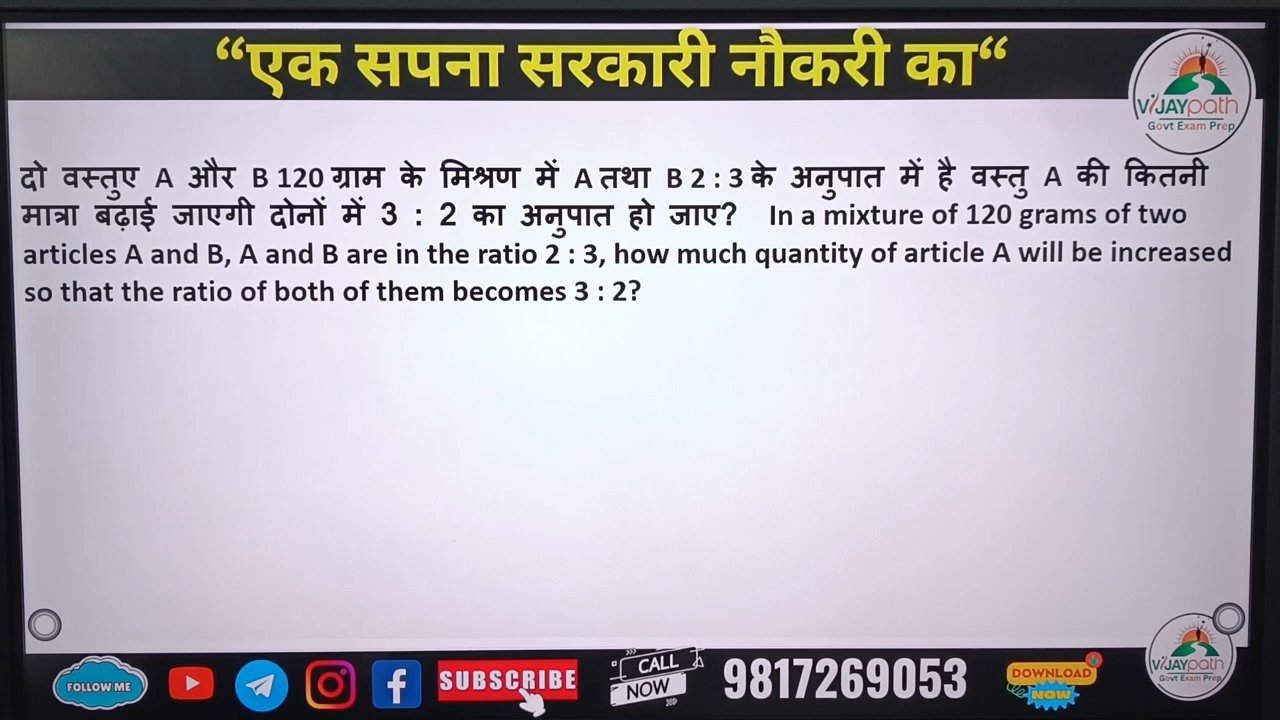 “एक सपना सरकारी नौकरी का“
VIJAYpath
Govt Exam Prep
दो वस्तुए A और B 120 ग्राम के मिश्रण में A तथा B 2 : 3 के अनुपात में है वस्तु A की कितनी
मात्रा बढ़ाई जाएगी दोनों में 3 : 2 का अनुपात हो जाए? In a mixture of 120 grams of two
articles A and B, A and B are in the ratio 2 : 3, how much quantity of article A will be increased
so that the ratio of both of them becomes 3 : 2?
FOLLOW ME
SUBSCRIBE
CALL
NOW
9817269053
DOWNLOAD
NOW
VIJAYpath
Govt Exam Prep